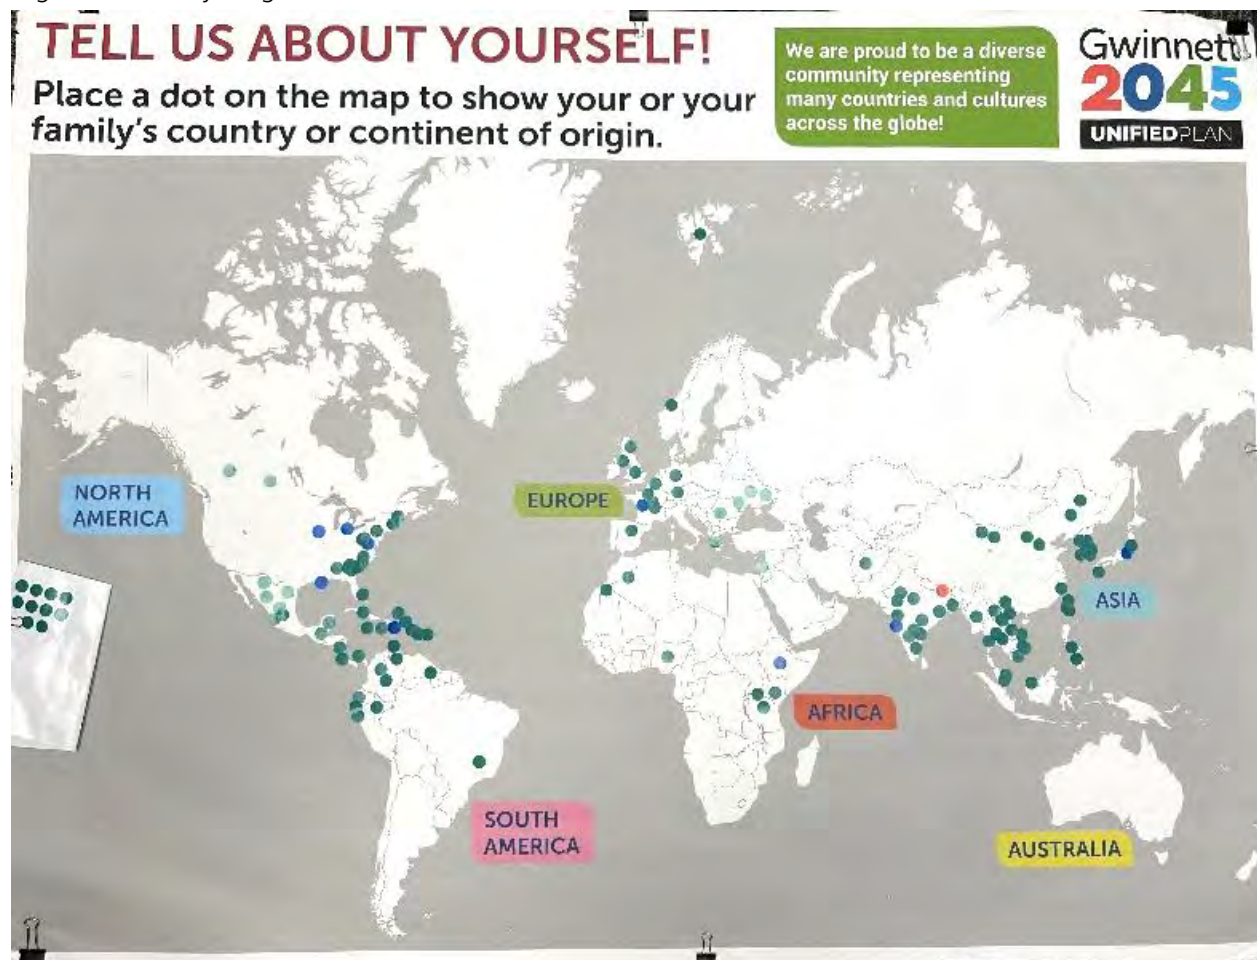 TELL US ABOUT YOURSELF!
Place a dot on the map to show your or your
family's country or continent of origin.
We are proud to be a diverse
community representing
many countries and cultures
across the globe!
Gwinnett
2045
UNIFIEDPLAN
NORTH
AMERICA
EUROPE
ASIA
AFRICA
SOUTH
AMERICA
AUSTRALIA